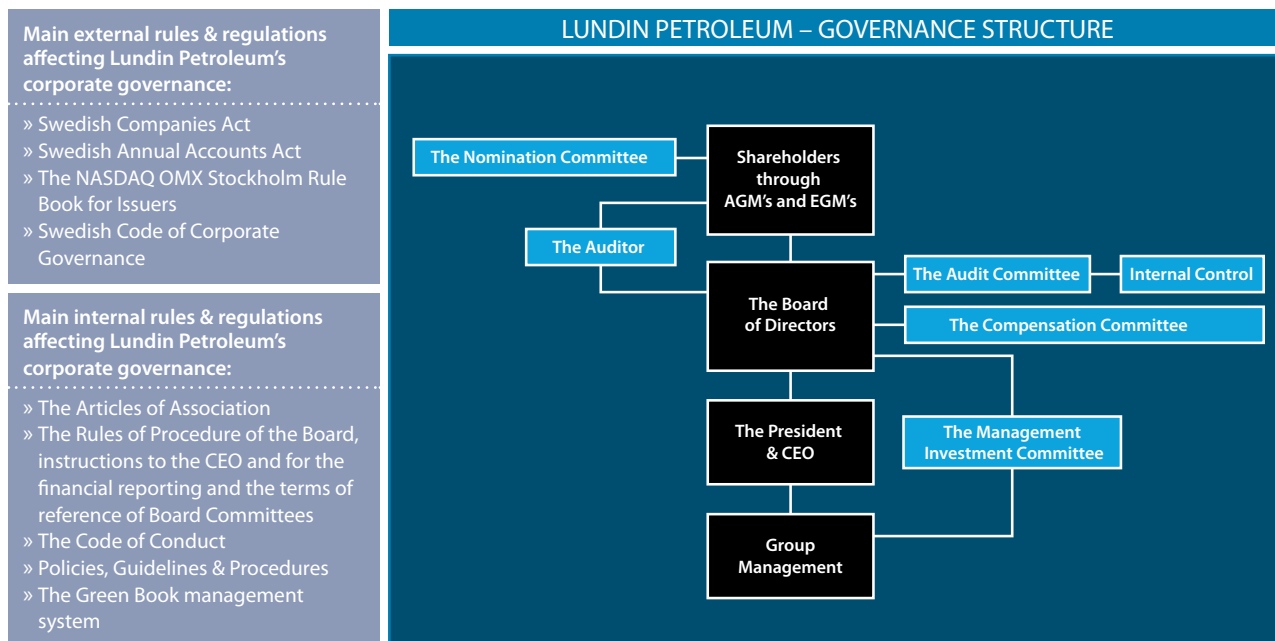 Main external rules & regulations
affecting Lundin Petroleum's
corporate governance:
» Swedish Companies Act
» Swedish Annual Accounts Act
» The NASDAQ OMX Stockholm Rule
Book for Issuers
» Swedish Code of Corporate
Governance
Main internal rules & regulations
affecting Lundin Petroleum's
corporate governance:
» The Articles of Association
» The Rules of Procedure of the Board,
instructions to the CEO and for the
financial reporting and the terms of
reference of Board Committees
» The Code of Conduct
» Policies, Guidelines & Procedures
» The Green Book management
system
LUNDIN PETROLEUM – GOVERNANCE STRUCTURE
The Nomination Committee
Shareholders
through
AGM's and EGM's
The Auditor
The Board
of Directors
The Audit Committee
Internal Control
The Compensation Committee
The President
& CEO
The Management
Investment Committee
Group
Management